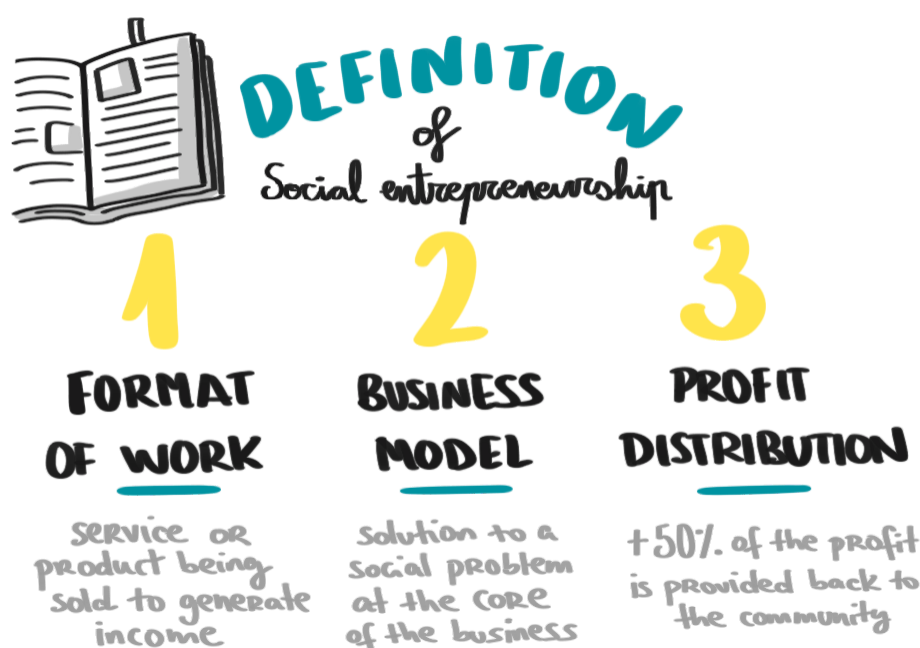 DEFINITION
of
Social entrepreneurship
1
FORMAT
OF WORK
service or
product being
sold to generate
income
2
BUSINESS
MODEL
solution to a
social problem
at the core
of the business
3
PROFIT
DISTRIBUTION
+50% of the profit
is provided back to
the community